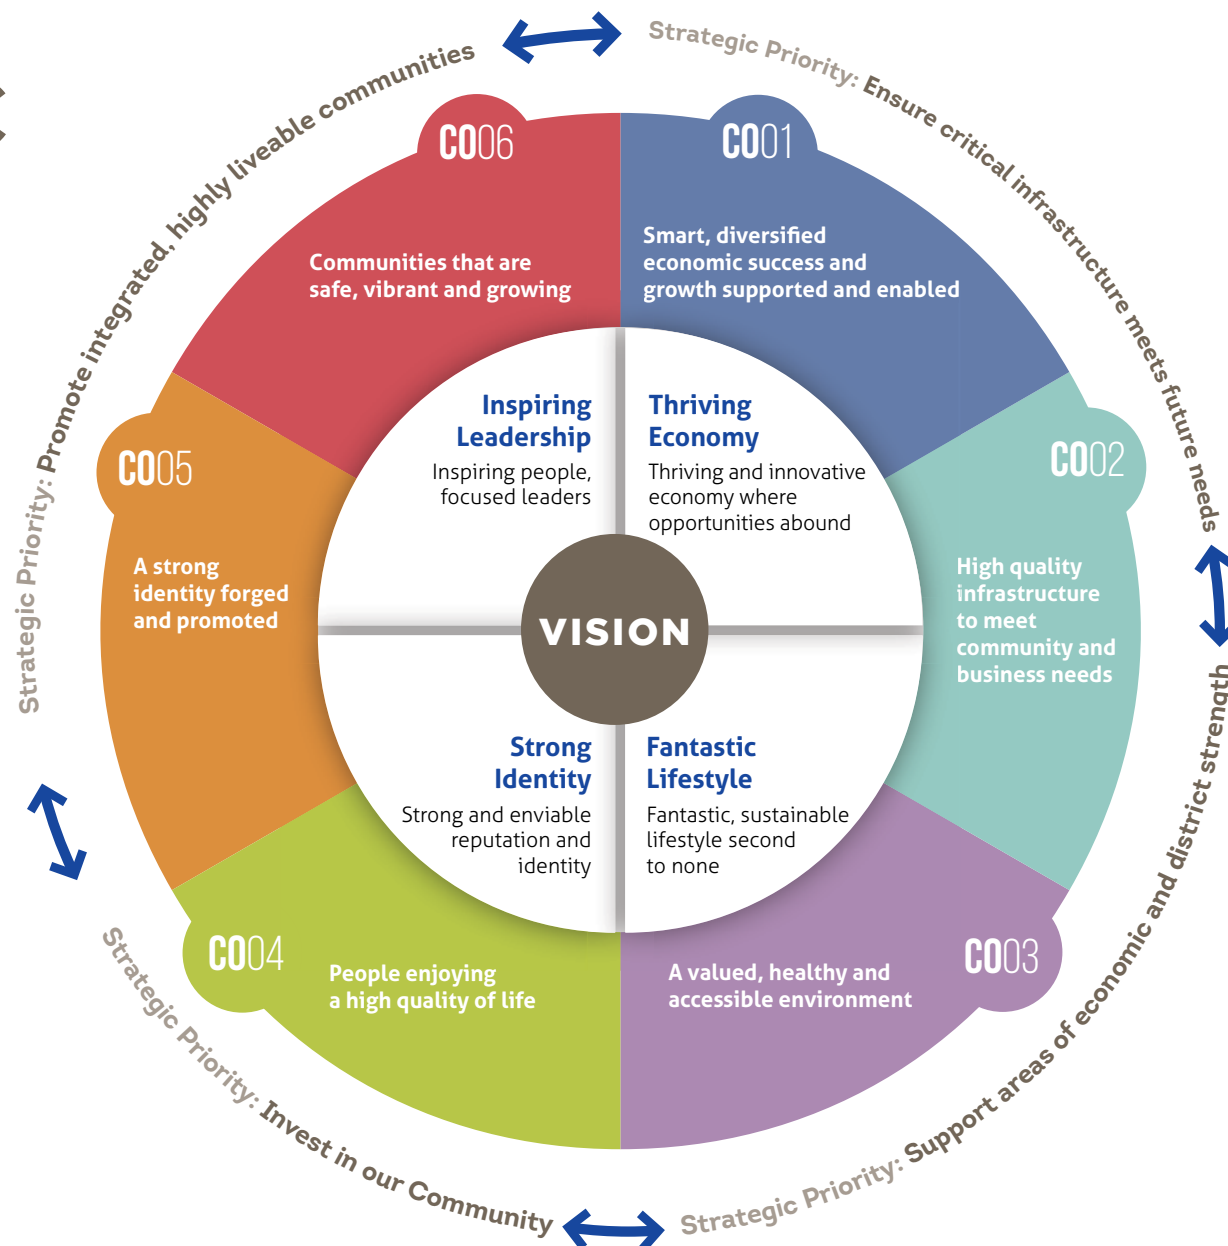 Strategic Priority: Ensure critical infrastructure meets future needs
Strategic Priority: Support areas of economic and district strength
Strategic Priority: Invest in our Community
Strategic Priority: Promote integrated, highly liveable communities
CO01
Smart, diversified
economic success and
growth supported and enabled
CO02
High quality
infrastructure
to meet
community and
business needs
CO03
A valued, healthy and
accessible environment
CO04
People enjoying
a high quality of life
CO05
A strong
identity forged
and promoted
CO06
Communities that are
safe, vibrant and growing
Inspiring
Leadership
Inspiring people,
focused leaders
Thriving
Economy
Thriving and innovative
economy where
opportunities abound
VISION
Strong
Identity
Strong and enviable
reputation and
identity
Fantastic
Lifestyle
Fantastic, sustainable
lifestyle second
to none